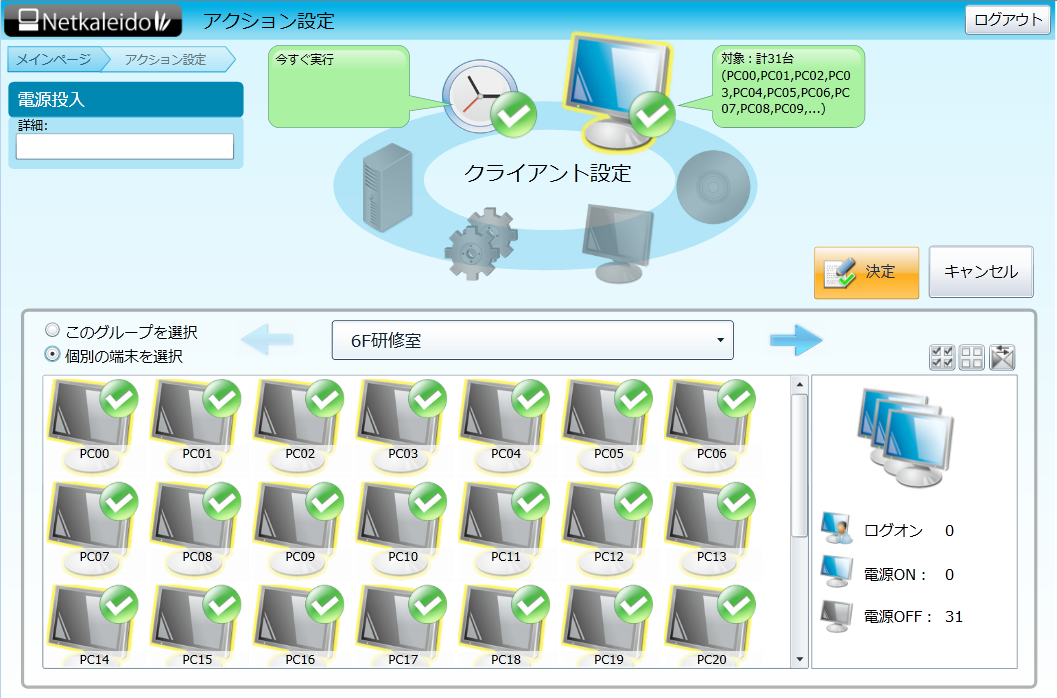 Netkaleido
アクション設定
ログアウト
メインページ
アクション設定
電源投入
詳細:
今すぐ実行
対象：計31台
(PC00,PC01,PC02,PC0
3,PC04,PC05,PC06,PC
07,PC08,PC09,...)
クライアント設定
決定
キャンセル
このグループを選択
個別の端末を選択
6F研修室
PC00
PC01
PC02
PC03
PC04
PC05
PC06
PC07
PC08
PC09
PC10
PC11
PC12
PC13
PC14
PC15
PC16
PC17
PC18
PC19
PC20
ログオン 0
電源ON： 0
電源OFF： 31